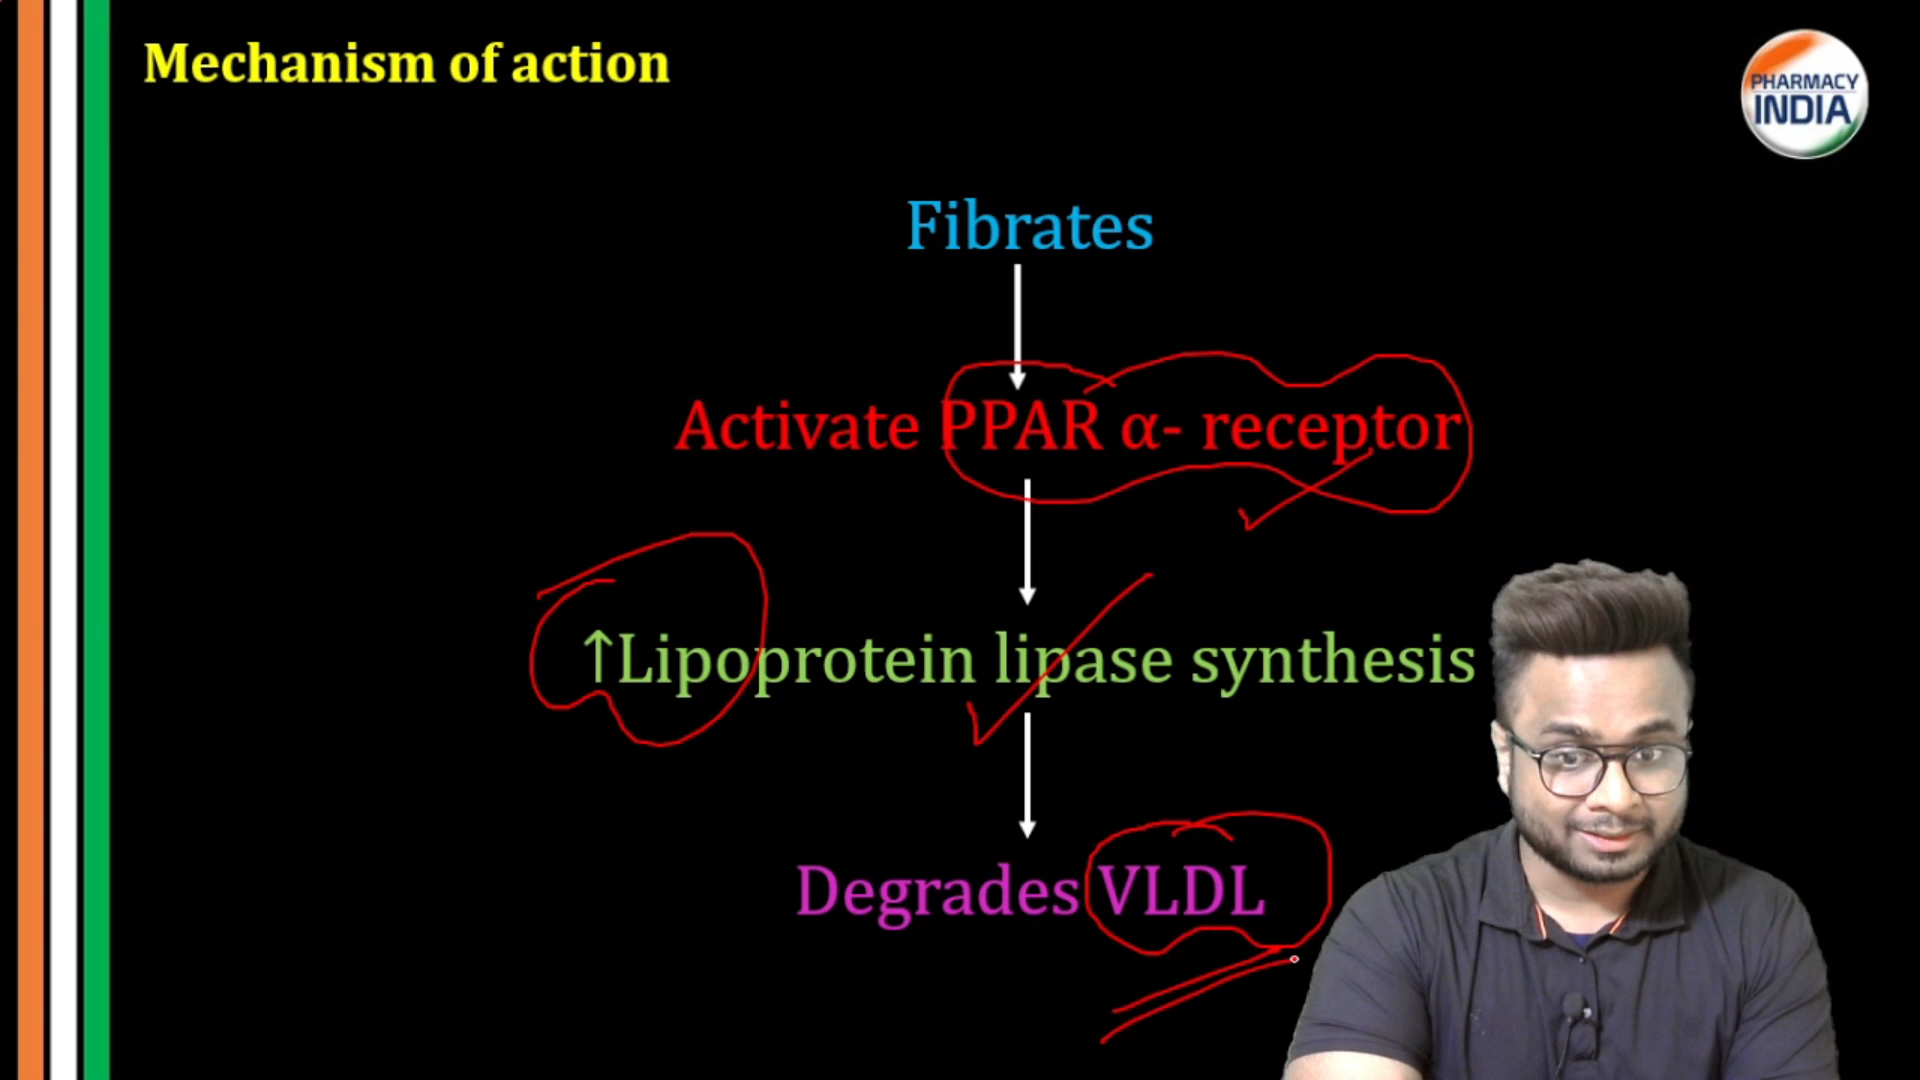 Mechanism of action
PHARMACY
INDIA
Fibrates
Activate PPAR α- receptor
↑Lipoprotein lipase synthesis
Degrades VLDL